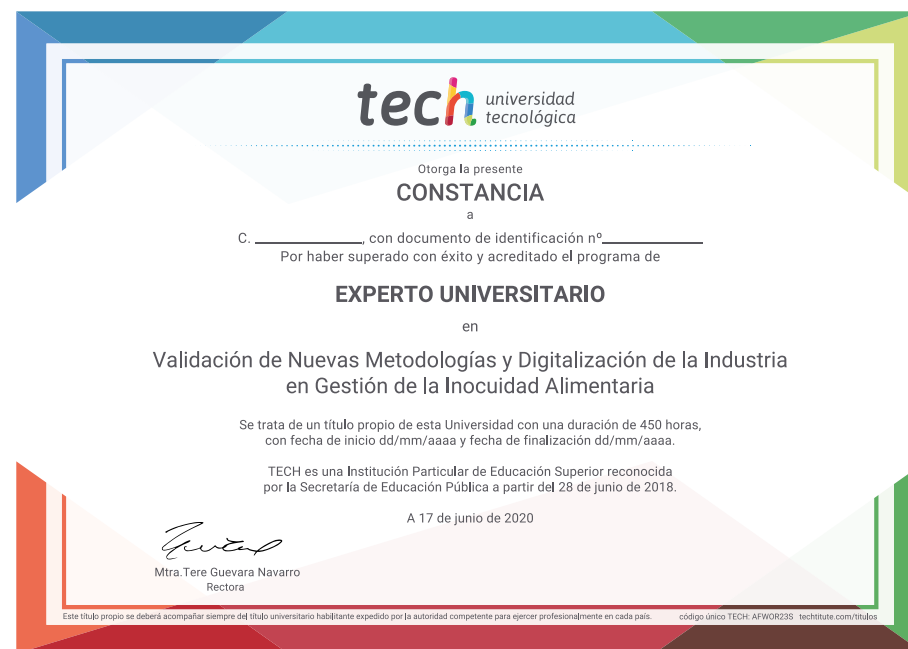 tech universidad
tecnológica
Otorga la presente
CONSTANCIA
a
C. ____________, con documento de identificación nº____________
Por haber superado con éxito y acreditado el programa de
EXPERTO UNIVERSITARIO
en
Validación de Nuevas Metodologías y Digitalización de la Industria
en Gestión de la Inocuidad Alimentaria
Se trata de un título propio de esta Universidad con una duración de 450 horas,
con fecha de inicio dd/mm/aaaa y fecha de finalización dd/mm/aaaa.
TECH es una Institución Particular de Educación Superior reconocida
por la Secretaría de Educación Pública a partir del 28 de junio de 2018.
A 17 de junio de 2020
Mtra.Tere Guevara Navarro
Rectora
Este título propio se deberá acompañar siempre del título universitario habilitante expedido por la autoridad competente para ejercer profesionalmente en cada país. código único TECH: AFWOR23S techtitute.com/titulos